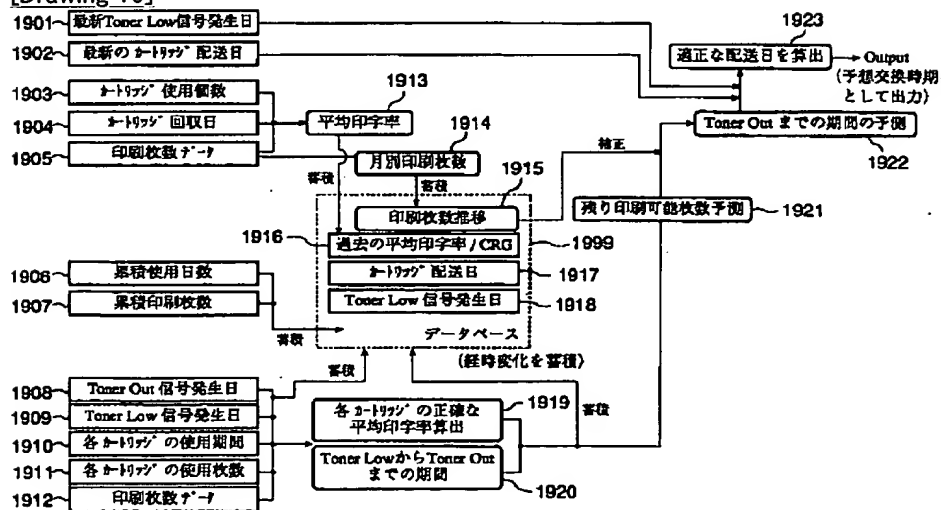 [Drawing 10]
1901
最新Toner Low信号発生日
1902
最新の カートリッジ 配送日
1903
カートリッジ 使用個数
1904
カートリッジ 回収日
1905
印刷枚数データ
1913
平均印字率
1914
月別印刷枚数
1923
適正な配送日を算出
Output
(予想交換時期
として出力)
Toner Out までの期間の予測
1922
補正
蓄積
蓄積
1915
印刷枚数推移
残り印刷可能枚数予測
1921
1916
過去の平均印字率 / CRG
1999
カートリッジ 配送日
1917
Toner Low 信号発生日
1918
データベース
(経時変化を蓄積)
1906
累積使用日数
1907
累積印刷枚数
蓄積
蓄積
1908
Toner Out 信号発生日
1909
Toner Low 信号発生日
1910
各 カートリッジ の使用期間
1911
各 カートリッジ の使用枚数
1912
印刷枚数 データ
1919
各 カートリッジ の正確な
平均印字率算出
蓄積
Toner LowからToner Out
までの期間
1920